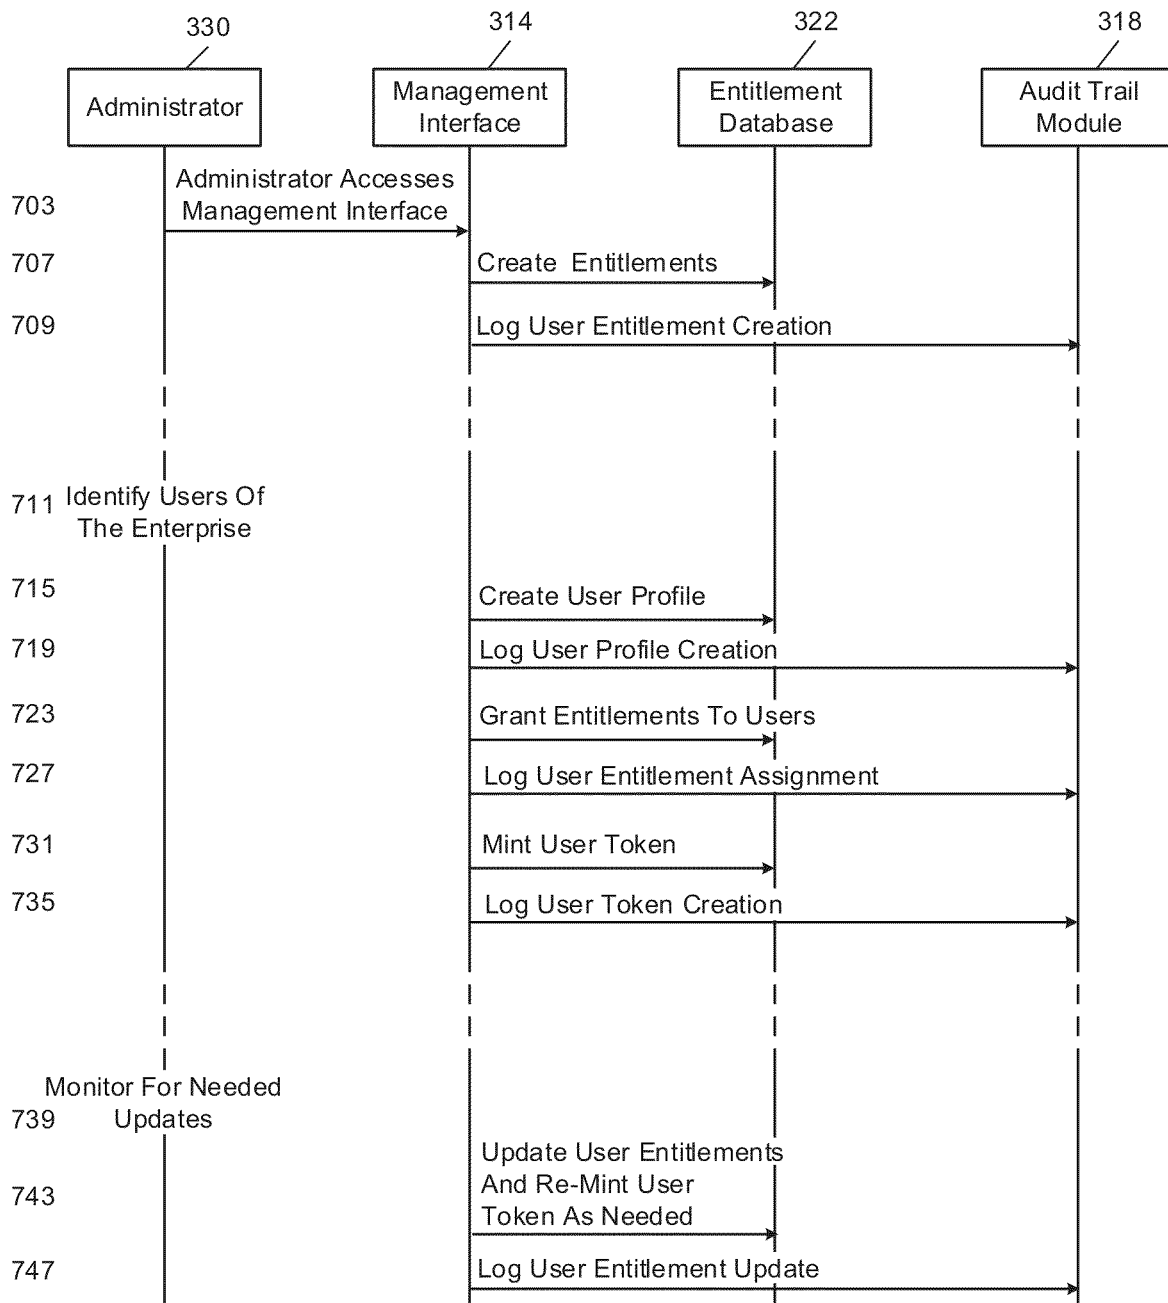 330
314
322
318
Administrator
Management
Interface
Entitlement
Database
Audit Trail
Module
703
Administrator Accesses
Management Interface
707
Create Entitlements
709
Log User Entitlement Creation
711
Identify Users Of
The Enterprise
715
Create User Profile
719
Log User Profile Creation
723
Grant Entitlements To Users
727
Log User Entitlement Assignment
731
Mint User Token
735
Log User Token Creation
739
Monitor For Needed
Updates
743
Update User Entitlements
And Re-Mint User
Token As Needed
747
Log User Entitlement Update